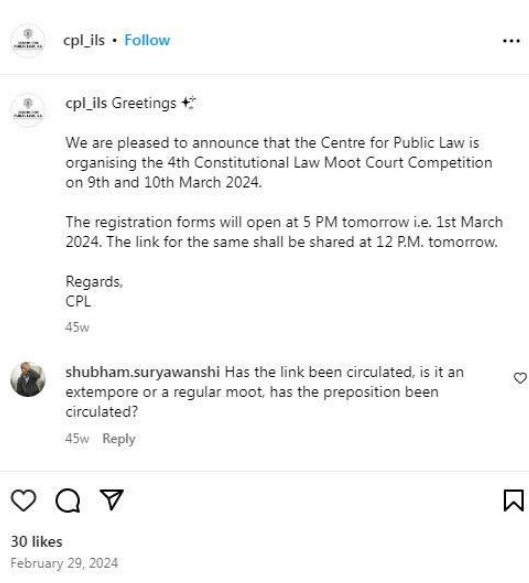 cpl_ils • Follow
cpl_ils Greetings ✨
We are pleased to announce that the Centre for Public Law is
organising the 4th Constitutional Law Moot Court Competition
on 9th and 10th March 2024.
The registration forms will open at 5 PM tomorrow i.e. 1st March
2024. The link for the same shall be shared at 12 P.M. tomorrow.
Regards,
CPL
45w
shubham.suryawanshi Has the link been circulated, is it an
extempore or a regular moot, has the preposition been
circulated?
45w Reply
30 likes
February 29, 2024